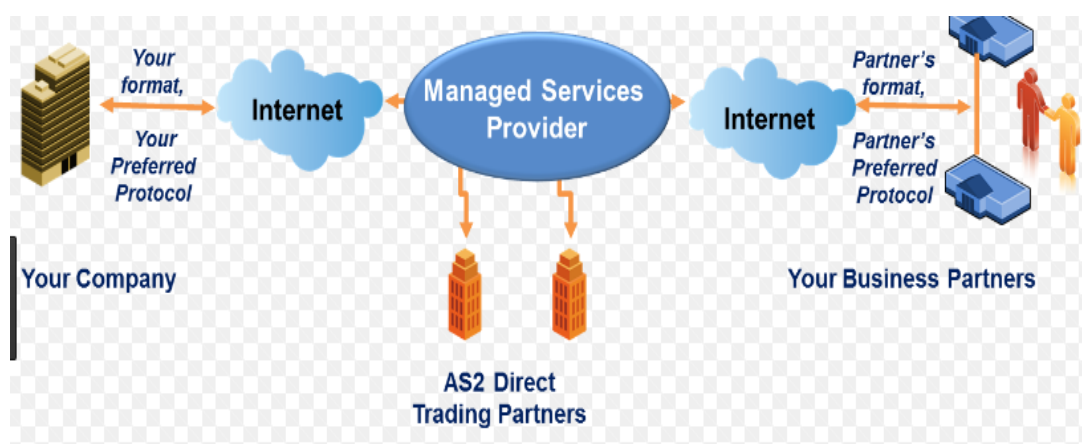 Your
format,
Your
Preferred
Protocol
Internet
Managed Services
Provider
Internet
Partner's
format,
Partner's
Preferred
Protocol
Your Company
Your Business Partners
AS2 Direct
Trading Partners